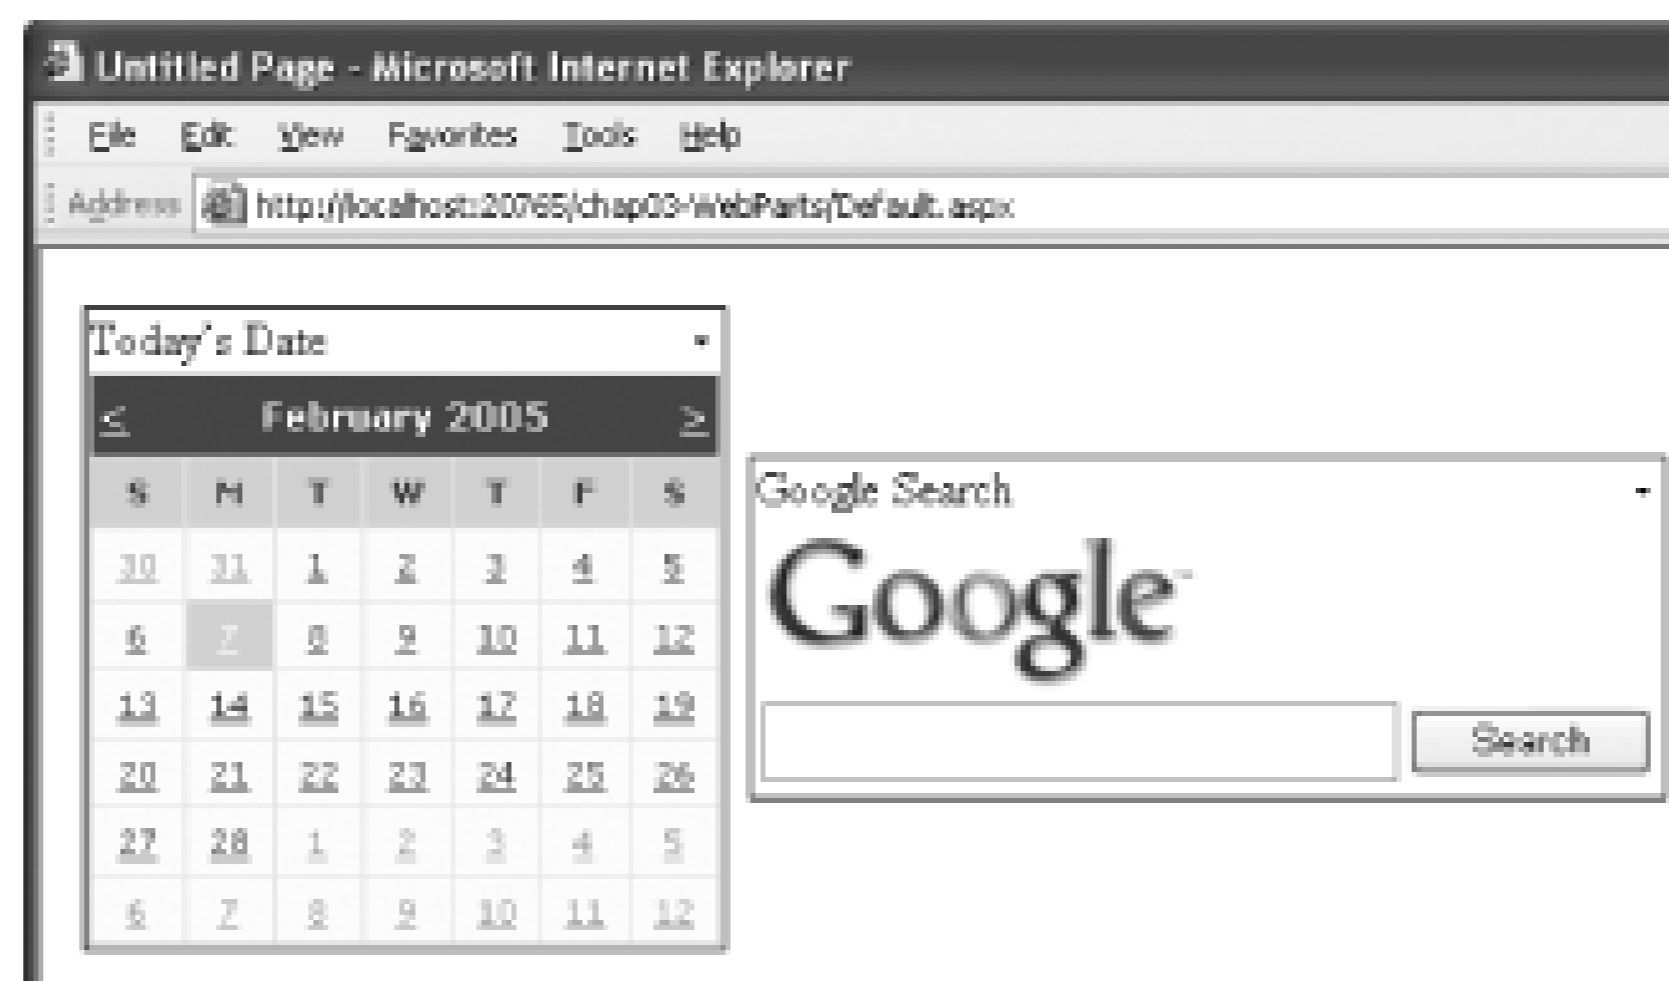 Untitled Page - Microsoft Internet Explorer
File Edit View Favorites Tools Help
Address http://localhost:20765/chap03-WebParts/Default.aspx
Today's Date
< February 2005 >
S M T W T F S
30 31 1 2 3 4 5
6 7 8 9 10 11 12
13 14 15 16 17 18 19
20 21 22 23 24 25 26
27 28 1 2 3 4 5
6 7 8 9 10 11 12
Google Search
Google™
Search